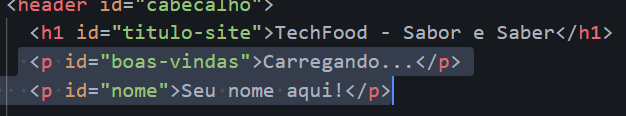 <header id="cabecalho">
<h1 id="titulo-site">TechFood - Sabor e Saber</h1>
<p id="boas-vindas">Carregando...</p>
<p id="nome">Seu nome aqui!</p>